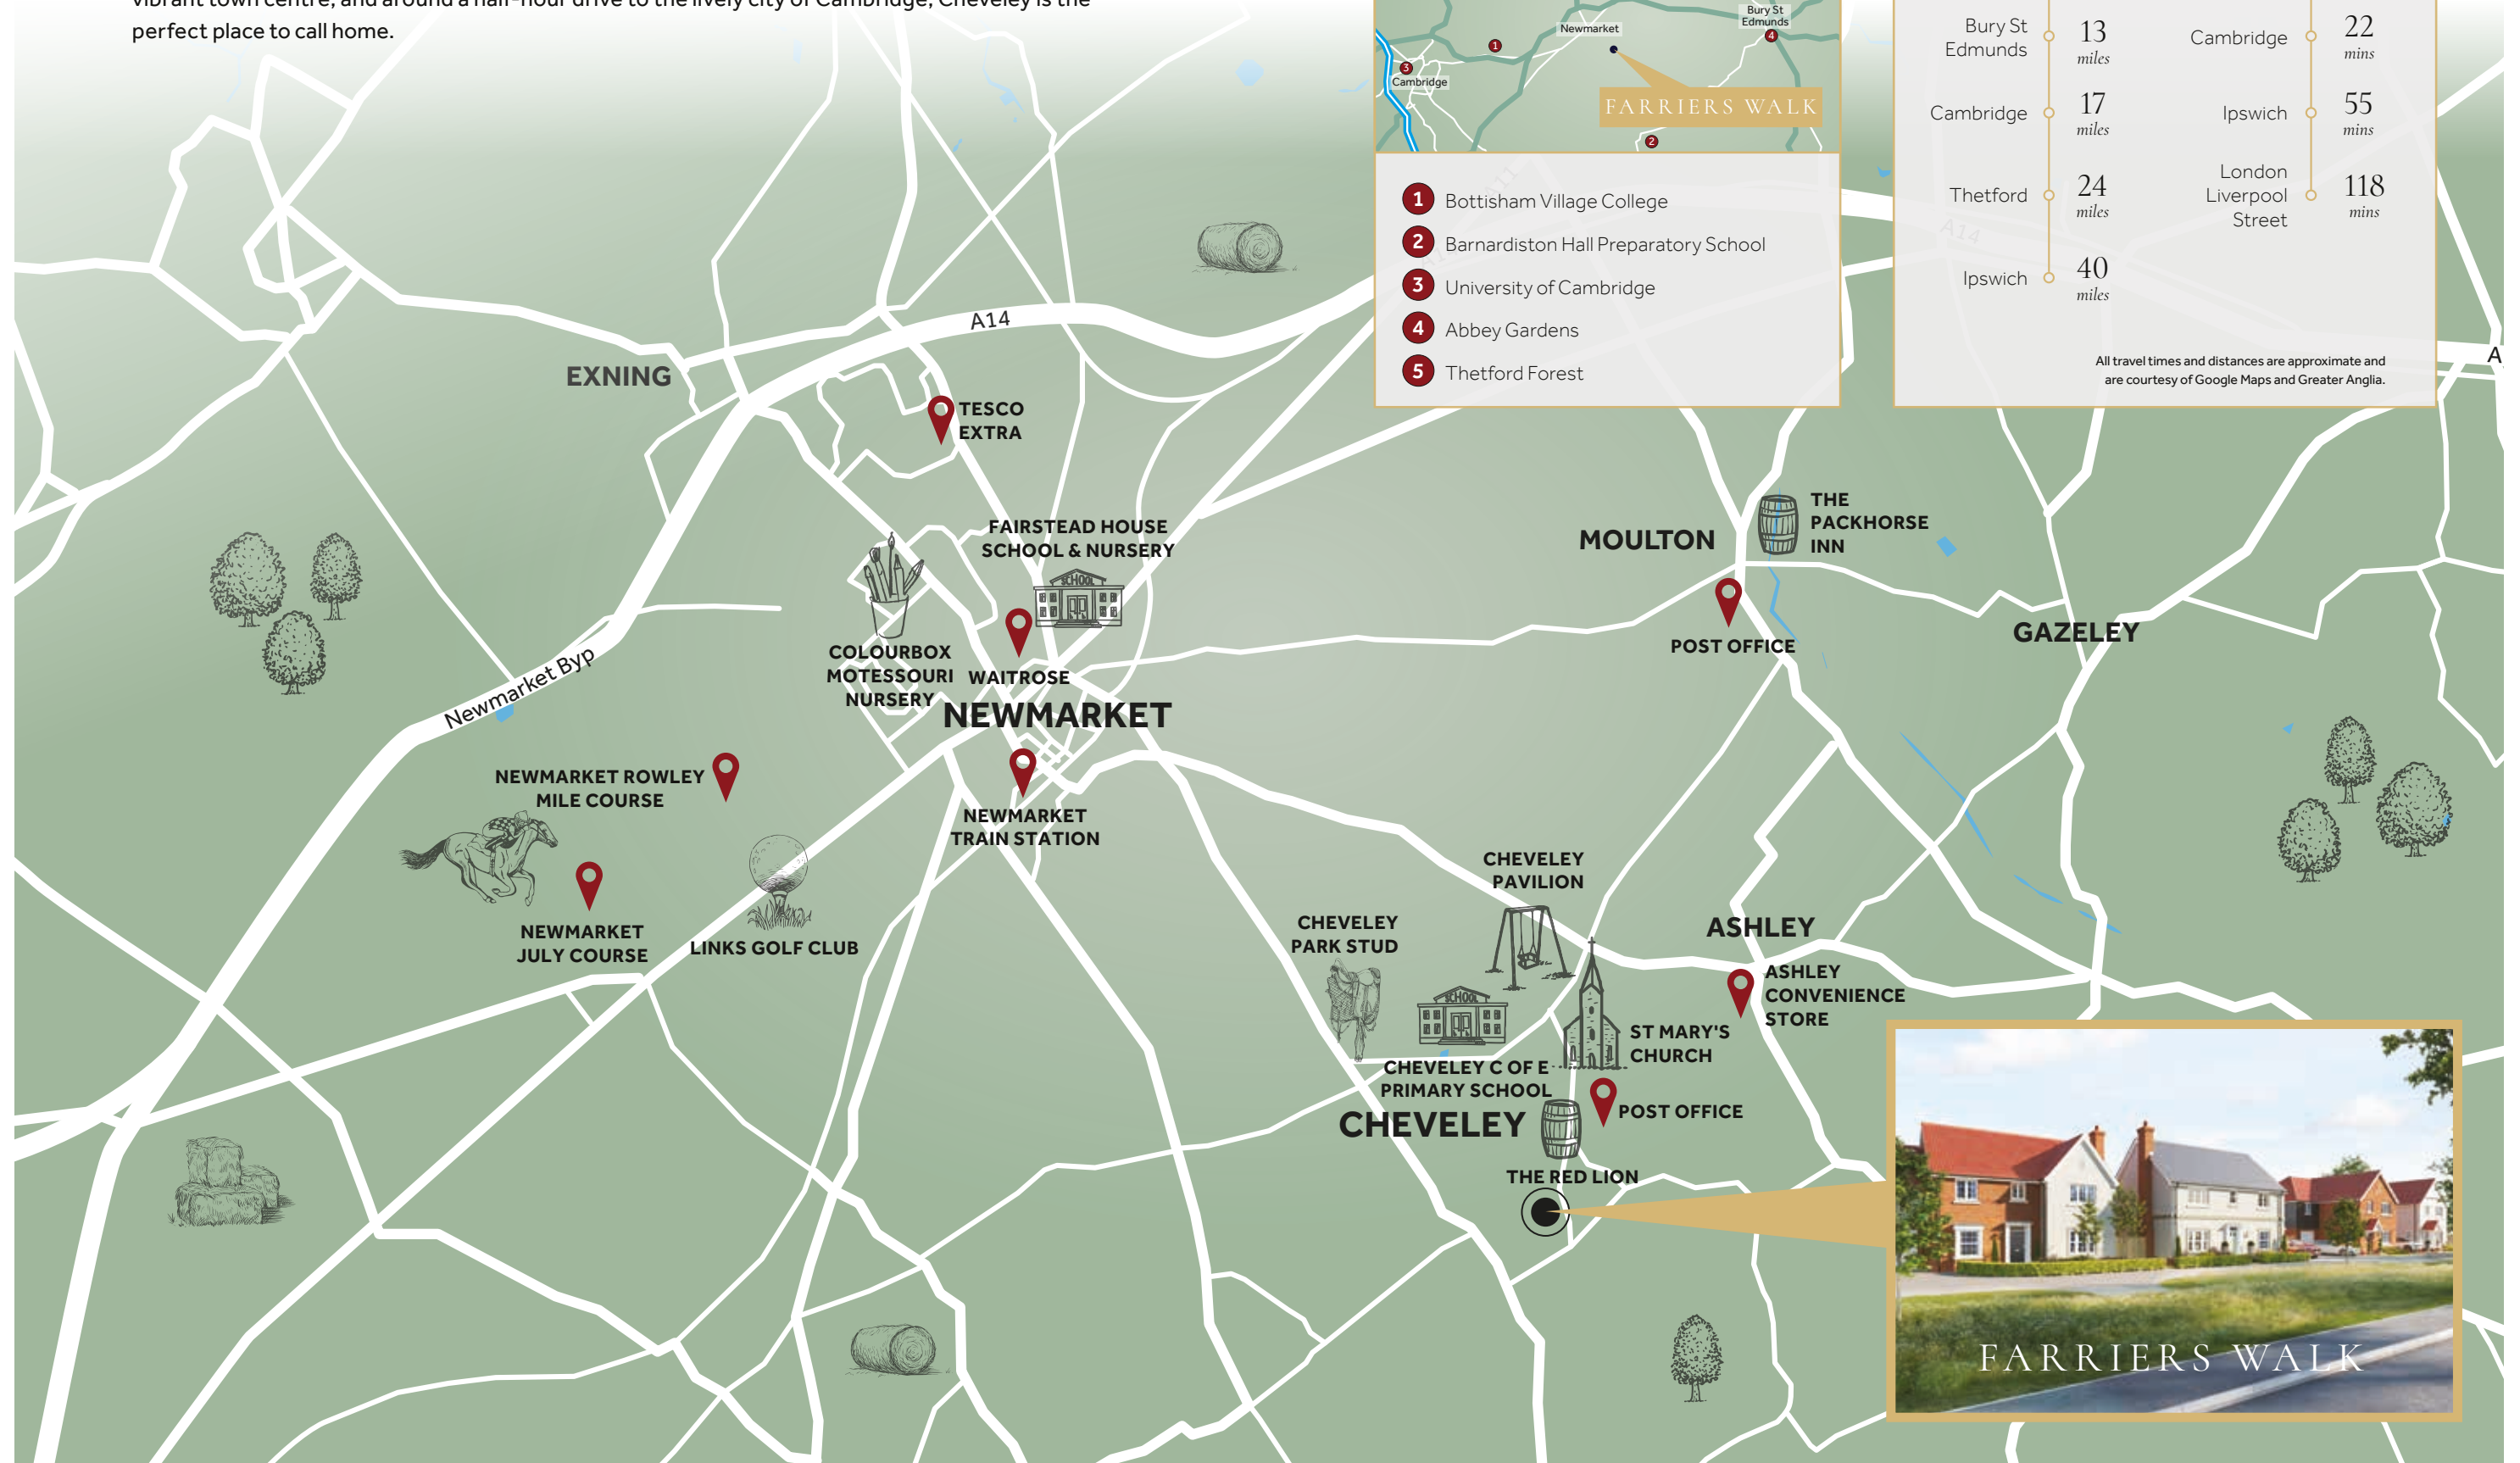 perfect place to call home.
Newmarket
Bury St
Edmunds
1
4
3
Cambridge
FARRIERS WALK
2
1 Bottisham Village College
2 Barnardiston Hall Preparatory School
3 University of Cambridge
4 Abbey Gardens
5 Thetford Forest
Bury St
Edmunds
13
miles
Cambridge
17
miles
Thetford
24
miles
Ipswich
40
miles
Cambridge
22
mins
Ipswich
55
mins
London
Liverpool
Street
118
mins
All travel times and distances are approximate and
are courtesy of Google Maps and Greater Anglia.
A11
A14
A14
EXNING
TESCO
EXTRA
FAIRSTEAD HOUSE
SCHOOL & NURSERY
SCHOOL
COLOURBOX
MOTESSOURI
NURSERY
WAITROSE
NEWMARKET
Newmarket Byp
NEWMARKET ROWLEY
MILE COURSE
NEWMARKET
TRAIN STATION
NEWMARKET
JULY COURSE
LINKS GOLF CLUB
MOULTON
THE
PACKHORSE
INN
POST OFFICE
GAZELEY
CHEVELEY
PAVILION
CHEVELEY
PARK STUD
ASHLEY
ASHLEY
CONVENIENCE
STORE
SCHOOL
ST MARY'S
CHURCH
CHEVELEY C OF E
PRIMARY SCHOOL
CHEVELEY
POST OFFICE
THE RED LION
FARRIERS WALK